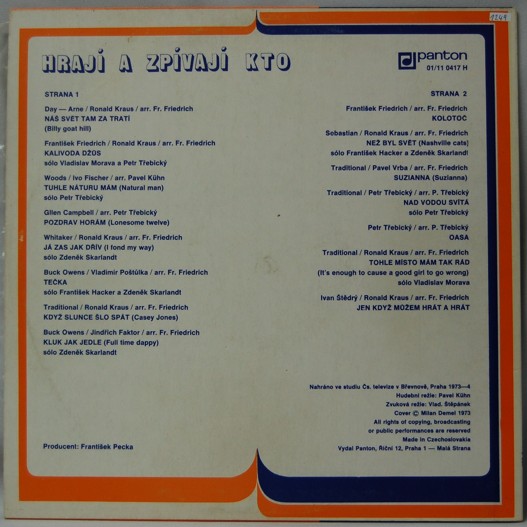 1241
HRAJÍ A ZPÍVAJÍ KTO
panton
01/11 0417 H
STRANA 1
Day — Arne / Ronald Kraus / arr. Fr. Friedrich
NÁŠ SVĚT TAM ZA TRATÍ
(Billy goat hill)
František Friedrich / Ronald Kraus / arr. Fr. Friedrich
KALIVODA DŽŮS
sólo Vladislav Morava a Petr Třebický
Woods / Ivo Fischer / arr. Pavel Kühn
TUHLE NÁTURU MÁM (Natural man)
sólo Petr Třebický
Gllen Campbell / arr. Petr Třebický
POZDRAV HORÁM (Lonesome twelve)
Whitaker / Ronald Kraus / arr. Fr. Friedrich
JÁ ZAS JAK DŘÍV (I fond my way)
sólo Zdeněk Skarlandt
Buck Owens / Vladimír Poštůlka / arr. Fr. Friedrich
TEČKA
sólo František Hacker a Zdeněk Skarlandt
Traditional / Ronald Kraus / arr. Fr. Friedrich
KDYŽ SLUNCE ŠLO SPÁT (Casey Jones)
Buck Owens / Jindřich Faktor / arr. Fr. Friedrich
KLUK JAK JEDLE (Full time dappy)
sólo Zdeněk Skarlandt
Producent: František Pecka
STRANA 2
František Friedrich / arr. Fr. Friedrich
KOLOTOČ
Sebastian / Ronald Kraus / arr. Fr. Friedrich
NEŽ BYL SVĚT (Nashville cats)
sólo František Hacker a Zdeněk Skarlandt
Traditional / Pavel Vrba / arr. Fr. Friedrich
SUZIANNA (Suzianna)
Traditional / Petr Třebický / arr. P. Třebický
NAD VODOU SVÍTÁ
sólo Petr Třebický
Petr Třebický / arr. P. Třebický
OASA
Traditional / Ronald Kraus / arr. Fr. Friedrich
TOHLE MÍSTO MÁM TAK RÁD
(It's enough to cause a good girl to go wrong)
sólo Vladislav Morava
Ivan Štědrý / Ronald Kraus / arr. Fr. Friedrich
JEN KDYŽ MŮŽEM HRÁT A HRÁT
Nahráno ve studiu Čs. televize v Břevnově, Praha 1973—4
Hudební režie: Pavel Kühn
Zvuková režie: Vlad. Štěpánek
Cover © Milan Demel 1973
All rights of copying, broadcasting
or public performances are reserved
Made in Czechoslovakia
Vydal Panton, Říční 12, Praha 1 — Malá Strana